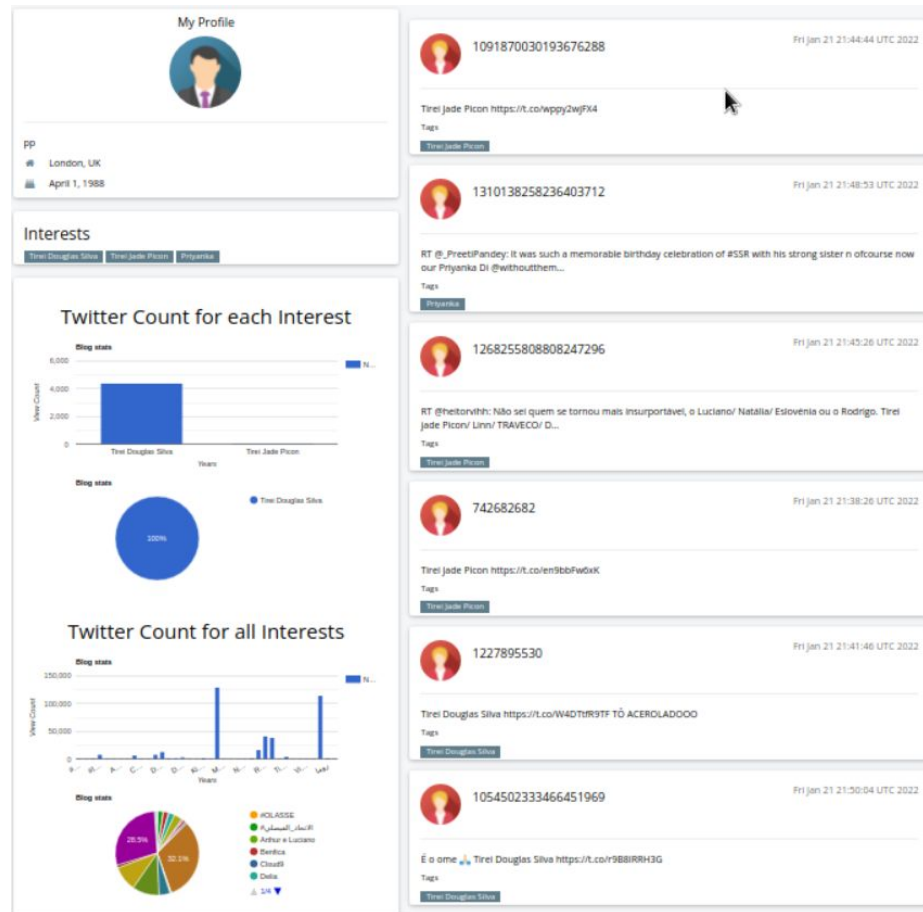 My Profile
PP
London, UK
April 1, 1988
Interests
Tirei Douglas Silva Tirei Jade Picon Priyanka
Twitter Count for each Interest
Blog stats
6,000
4,000
2,000
0
View Count
N...
Tirei Douglas Silva Tirei Jade Picon
Years
Blog stats
100%
Tirei Douglas Silva
Twitter Count for all Interests
Blog stats
150,000
100,000
50,000
View Count
N...
#... A... C... D... D... Ki... M... N... R... Ti... W...
Years
Blog stats
28.5%
32.1%
#OLASSE
#الاتحاد_الفيصلي
Arthur e Luciano
Benfica
Cloud9
Delia
1/4
1091870030193676288
Fri Jan 21 21:44:44 UTC 2022
Tirei Jade Picon https://t.co/wppy2wjFX4
Tags
Tirei Jade Picon
1310138258236403712
Fri Jan 21 21:48:53 UTC 2022
RT @_PreetiPandey: It was such a memorable birthday celebration of #SSR with his strong sister n ofcourse now
our Priyanka Di @withoutthem...
Tags
Priyanka
1268255808808247296
Fri Jan 21 21:45:26 UTC 2022
RT @heitorvihh: Não sei quem se tornou mais insurportável, o Luciano/ Natália/ Eslovénia ou o Rodrigo. Tirei
Jade Picon/ Linn/ TRAVECO/ D...
Tags
Tirei Jade Picon
742682682
Fri Jan 21 21:38:26 UTC 2022
Tirei Jade Picon https://t.co/en9bbFw6xK
Tags
Tirei Jade Picon
1227895530
Fri Jan 21 21:41:46 UTC 2022
Tirei Douglas Silva https://t.co/W4DTtfR9TF TÔ ACEROLADOOO
Tags
Tirei Douglas Silva
1054502333466451969
Fri Jan 21 21:50:04 UTC 2022
É o ome 🙏 Tirei Douglas Silva https://t.co/r9B8IRRH3G
Tags
Tirei Douglas Silva